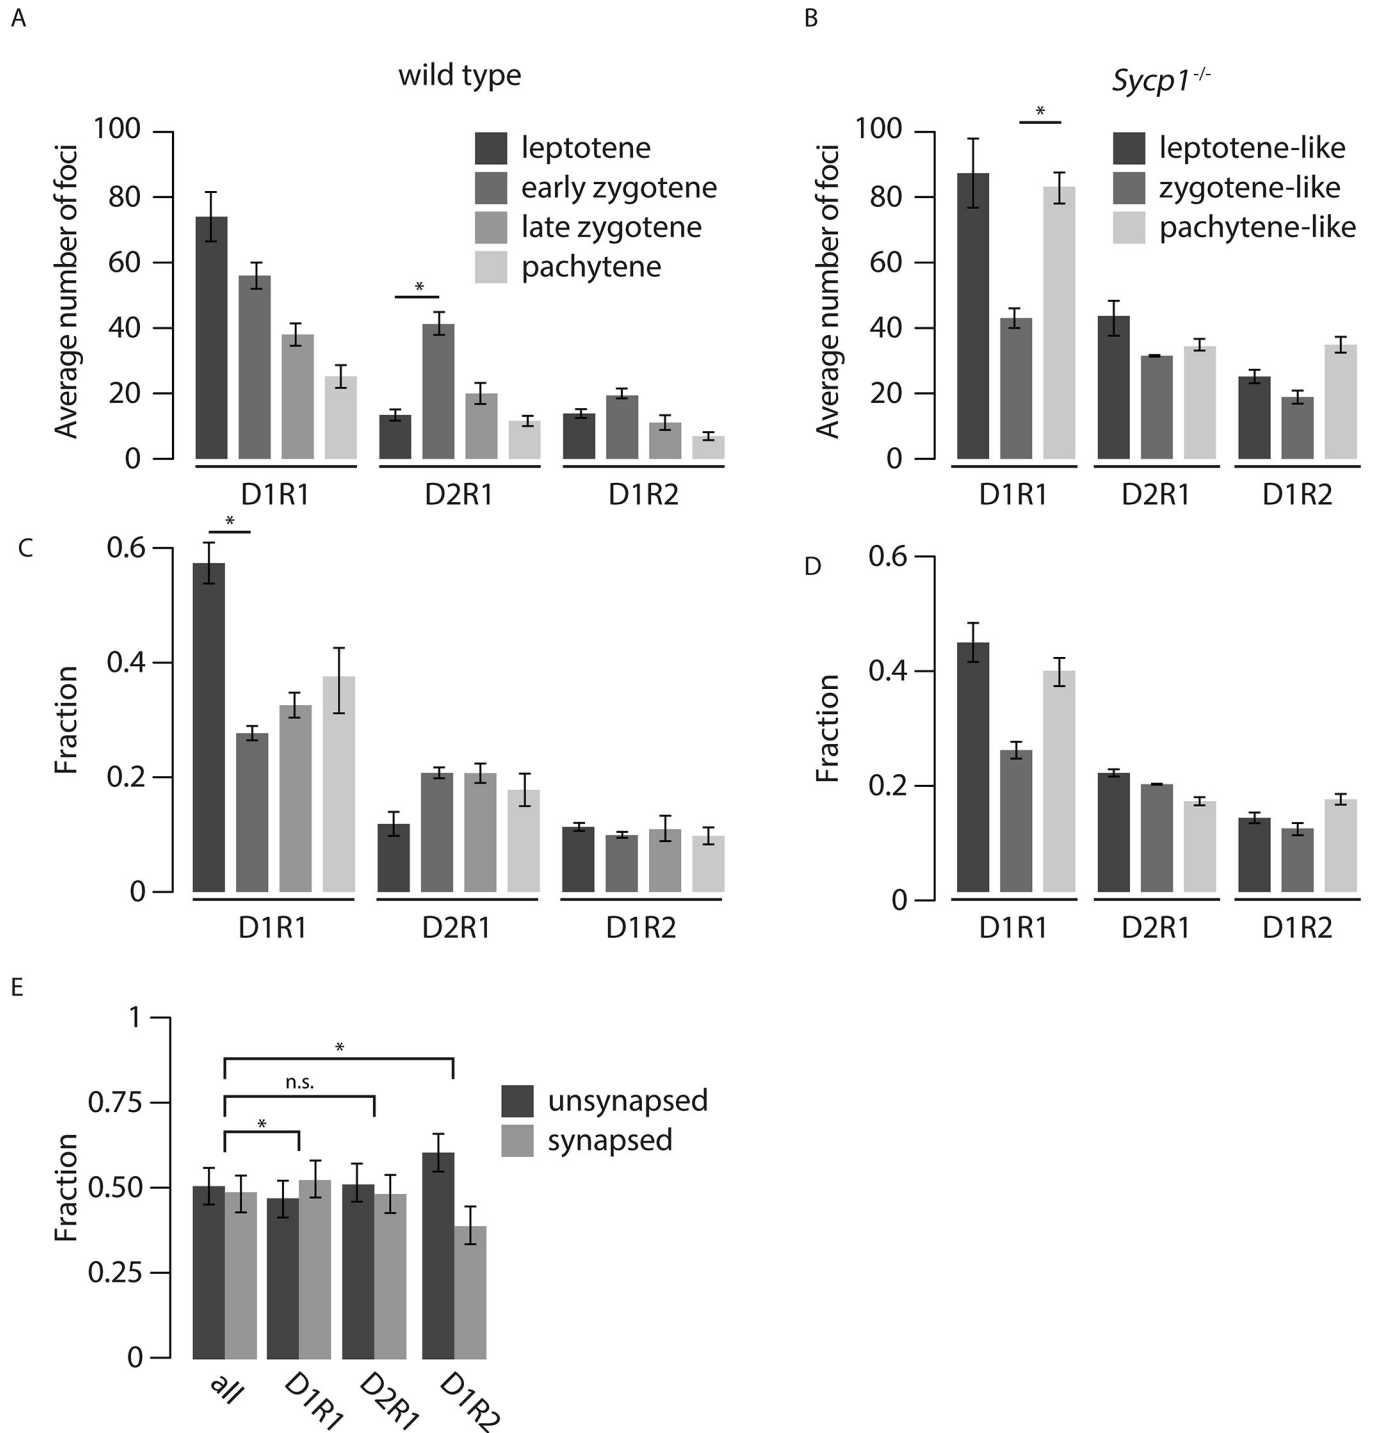 A
wild type
100
80
60
40
20
0
Average number of foci
leptotene
early zygotene
late zygotene
pachytene
*
D1R1 D2R1 D1R2
B
Sycp1-/-
100
80
60
40
20
0
Average number of foci
*
leptotene-like
zygotene-like
pachytene-like
D1R1 D2R1 D1R2
C
0.6
0.4
0.2
0
Fraction
*
D1R1 D2R1 D1R2
D
0.6
0.4
0.2
0
Fraction
D1R1 D2R1 D1R2
E
1
0.75
0.50
0.25
0
Fraction
*
n.s.
*
unsynapsed
synapsed
all D1R1 D2R1 D1R2